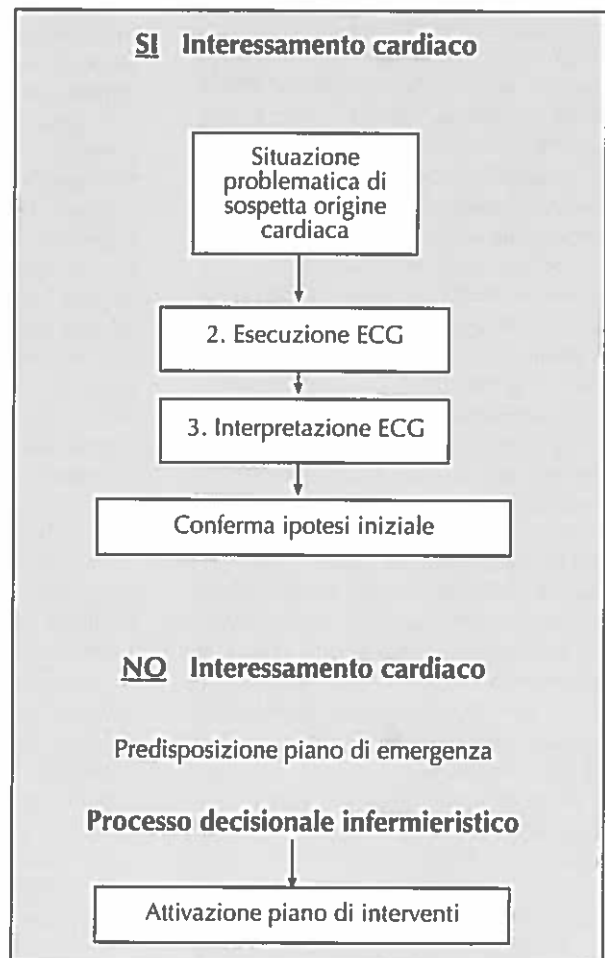 SI Interessamento cardiaco
Situazione
problematica di
sospetta origine
cardiaca
2. Esecuzione ECG
3. Interpretazione ECG
Conferma ipotesi iniziale
NO Interessamento cardiaco
Predisposizione piano di emergenza
Processo decisionale infermieristico
Attivazione piano di interventi